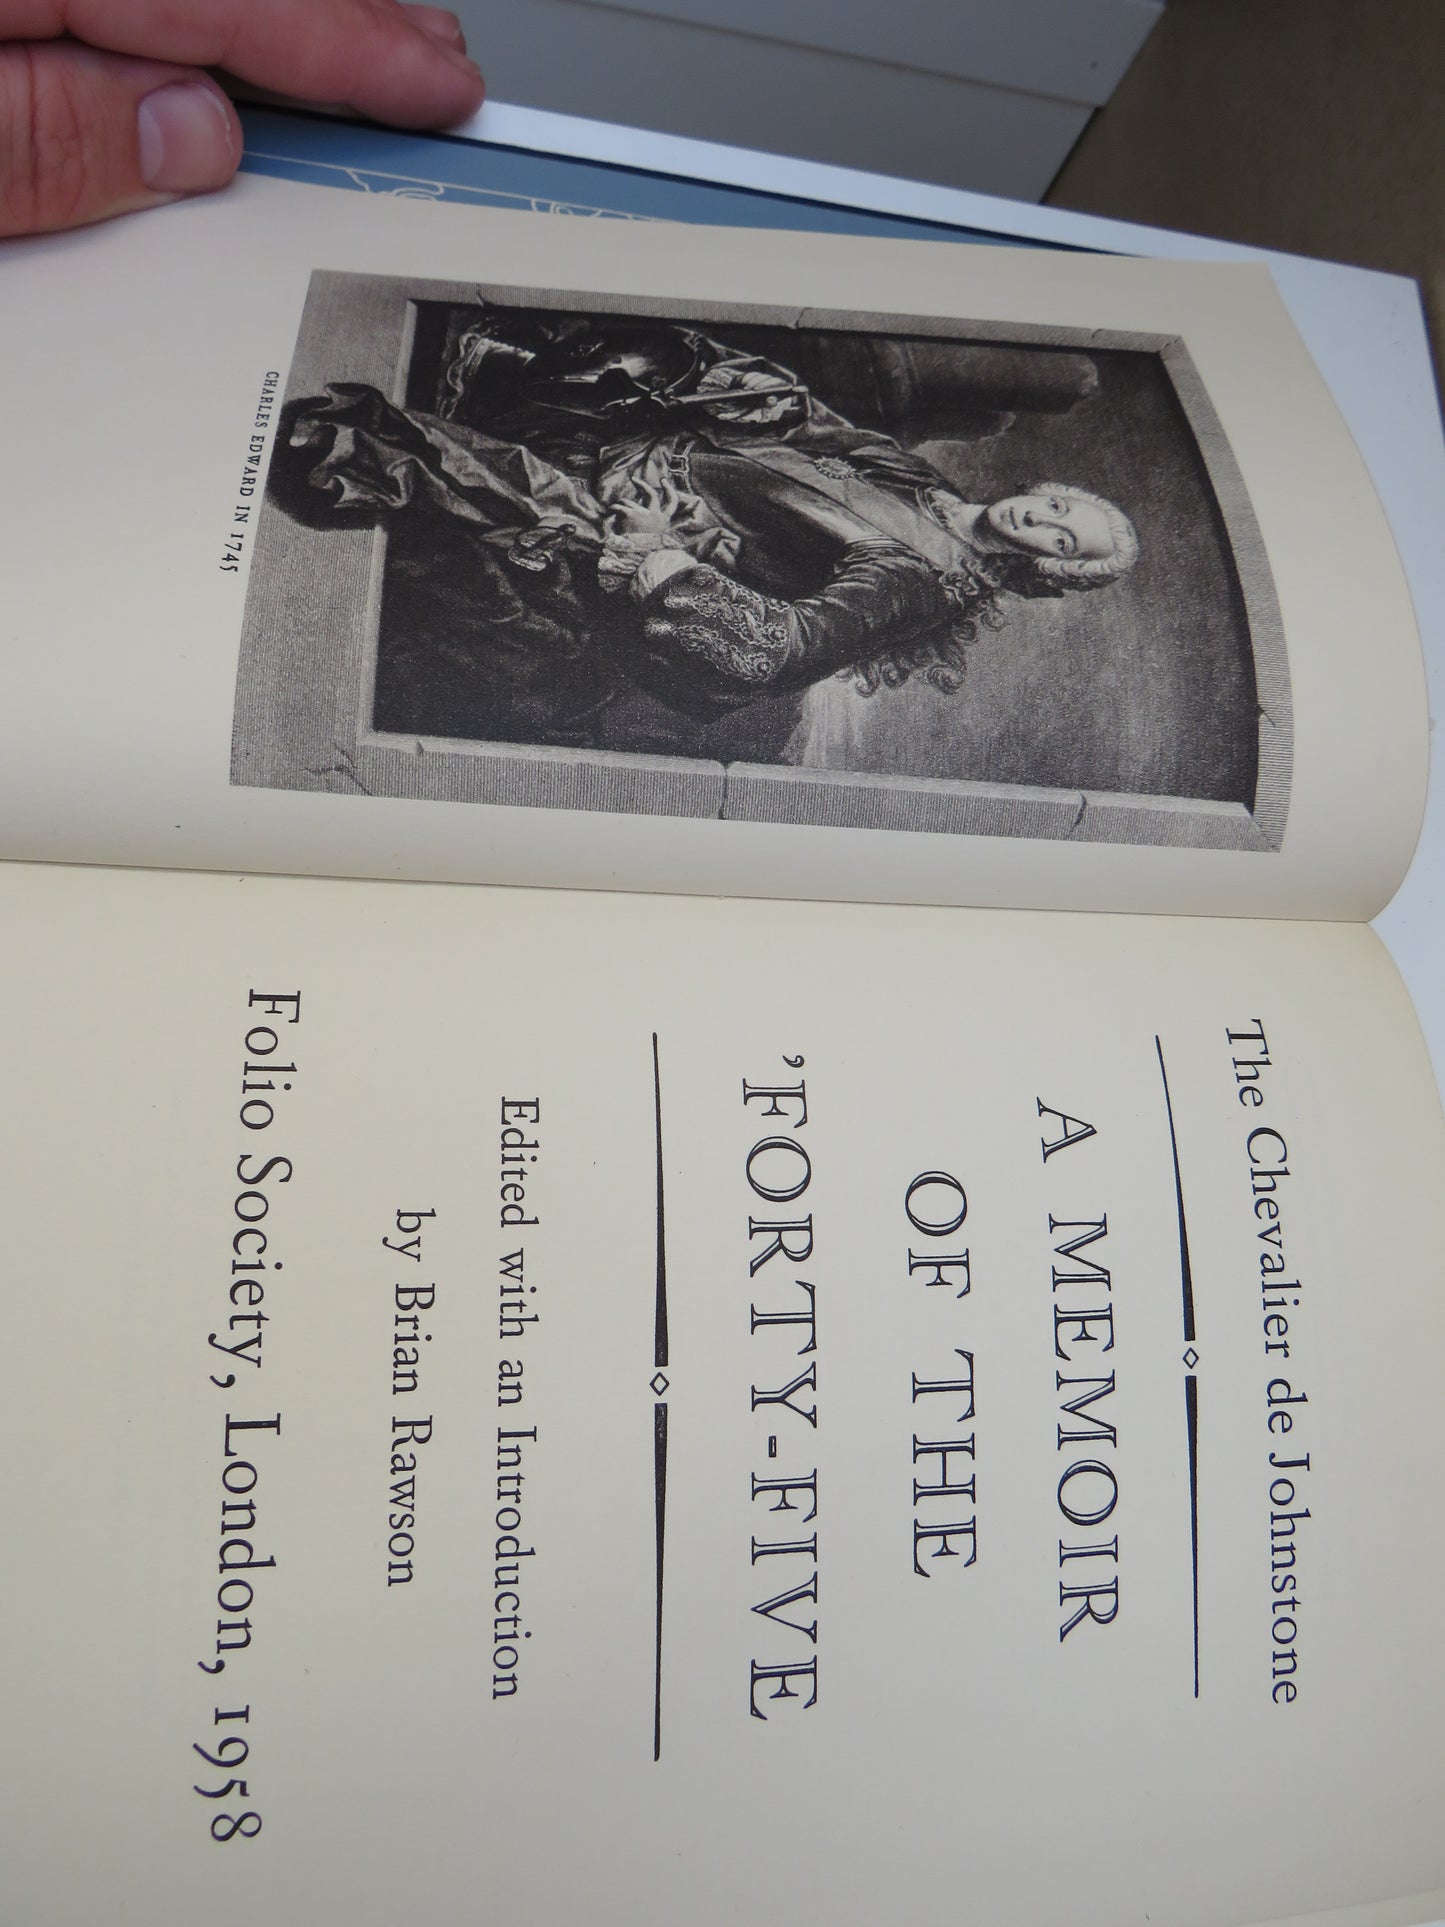 CHARLES EDWARD IN 1745
The Chevalier de Johnstone
A MEMOIR
OF THE
’FORTY-FIVE
Edited with an Introduction
by Brian Rawson
Folio Society, London, 1958